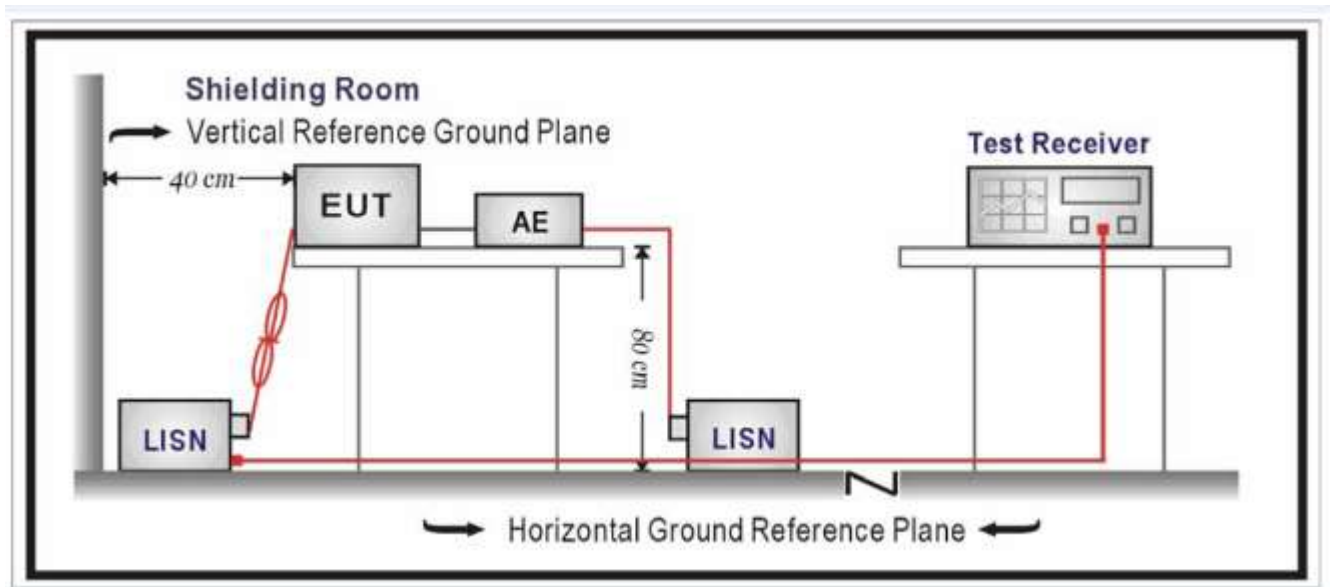 Shielding Room
Vertical Reference Ground Plane
Test Receiver
40 cm
EUT
AE
80 cm
LISN
LISN
Horizontal Ground Reference Plane